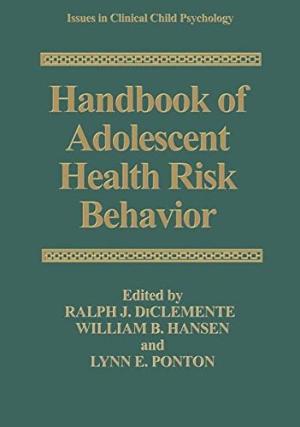 Issues in Clinical Child Psychology
Handbook of
Adolescent
Health Risk
Behavior
Edited by
RALPH J. DICLEMENTE
WILLIAM B. HANSEN
and
LYNN E. PONTON